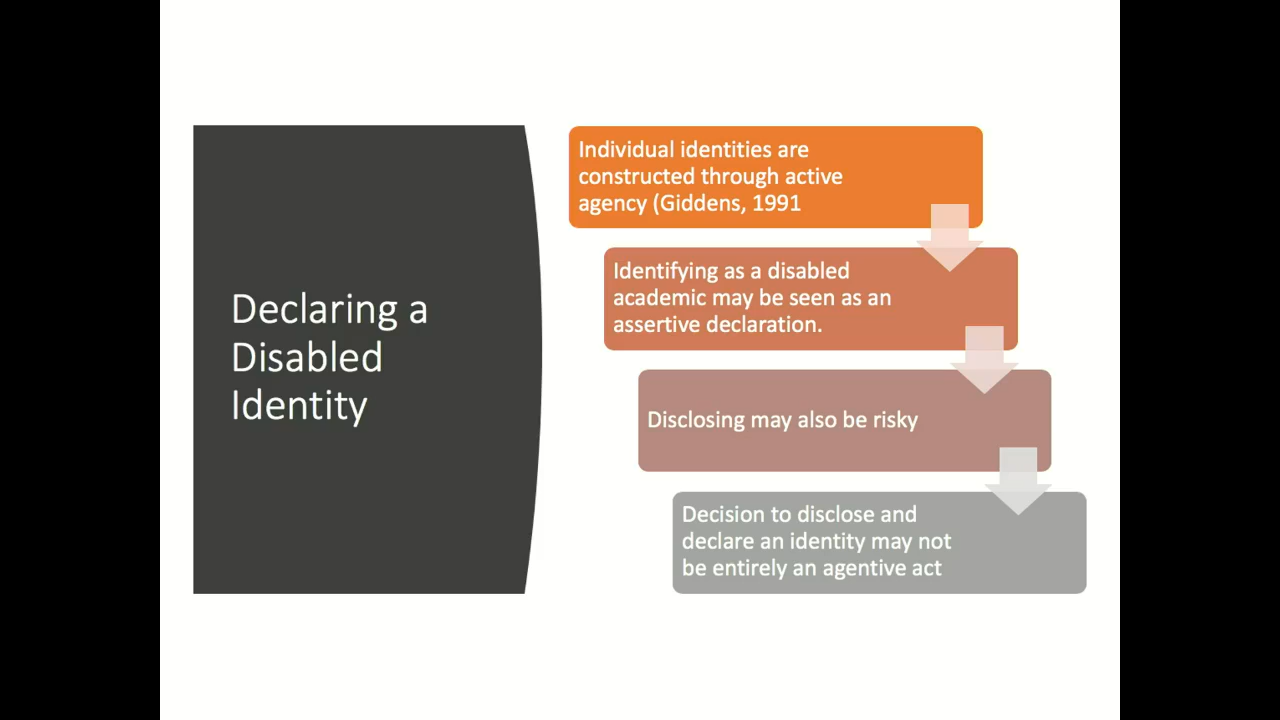 Declaring a
Disabled
Identity
Individual identities are
constructed through active
agency (Giddens, 1991
Identifying as a disabled
academic may be seen as an
assertive declaration.
Disclosing may also be risky
Decision to disclose and
declare an identity may not
be entirely an agentive act